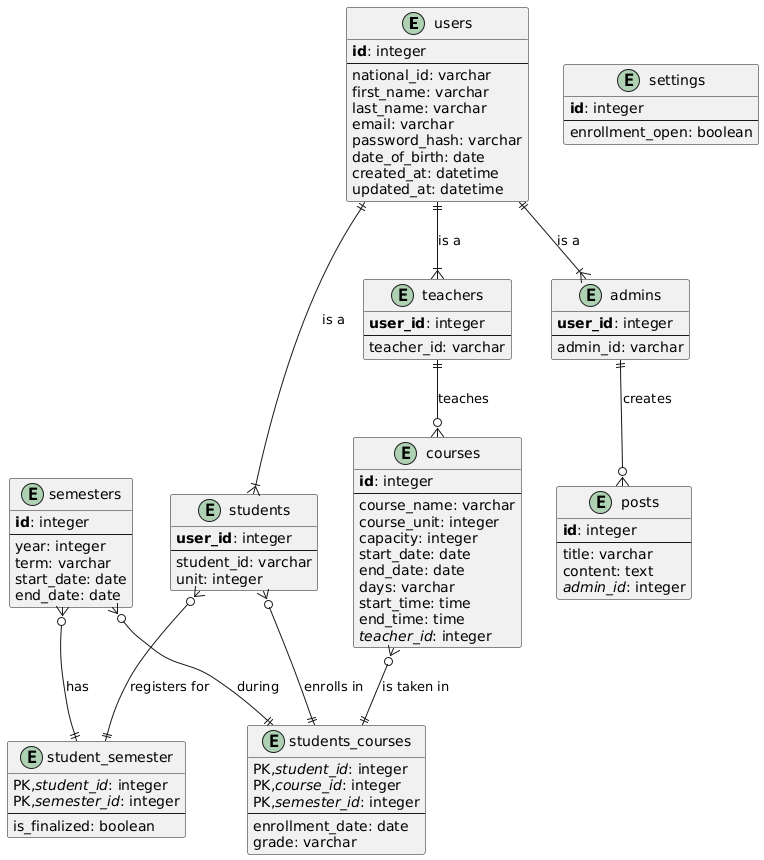 E users
id: integer
national_id: varchar
first_name: varchar
last_name: varchar
email: varchar
password_hash: varchar
date_of_birth: date
created_at: datetime
updated_at: datetime
E settings
id: integer
enrollment_open: boolean
is a
is a
is a
E teachers
user_id: integer
teacher_id: varchar
E admins
user_id: integer
admin_id: varchar
teaches
creates
E semesters
id: integer
year: integer
term: varchar
start_date: date
end_date: date
E students
user_id: integer
student_id: varchar
unit: integer
E courses
id: integer
course_name: varchar
course_unit: integer
capacity: integer
start_date: date
end_date: date
days: varchar
start_time: time
end_time: time
teacher_id: integer
E posts
id: integer
title: varchar
content: text
admin_id: integer
has
registers for
during
enrolls in
is taken in
E student_semester
PK,student_id: integer
PK,semester_id: integer
is_finalized: boolean
E students_courses
PK,student_id: integer
PK,course_id: integer
PK,semester_id: integer
enrollment_date: date
grade: varchar